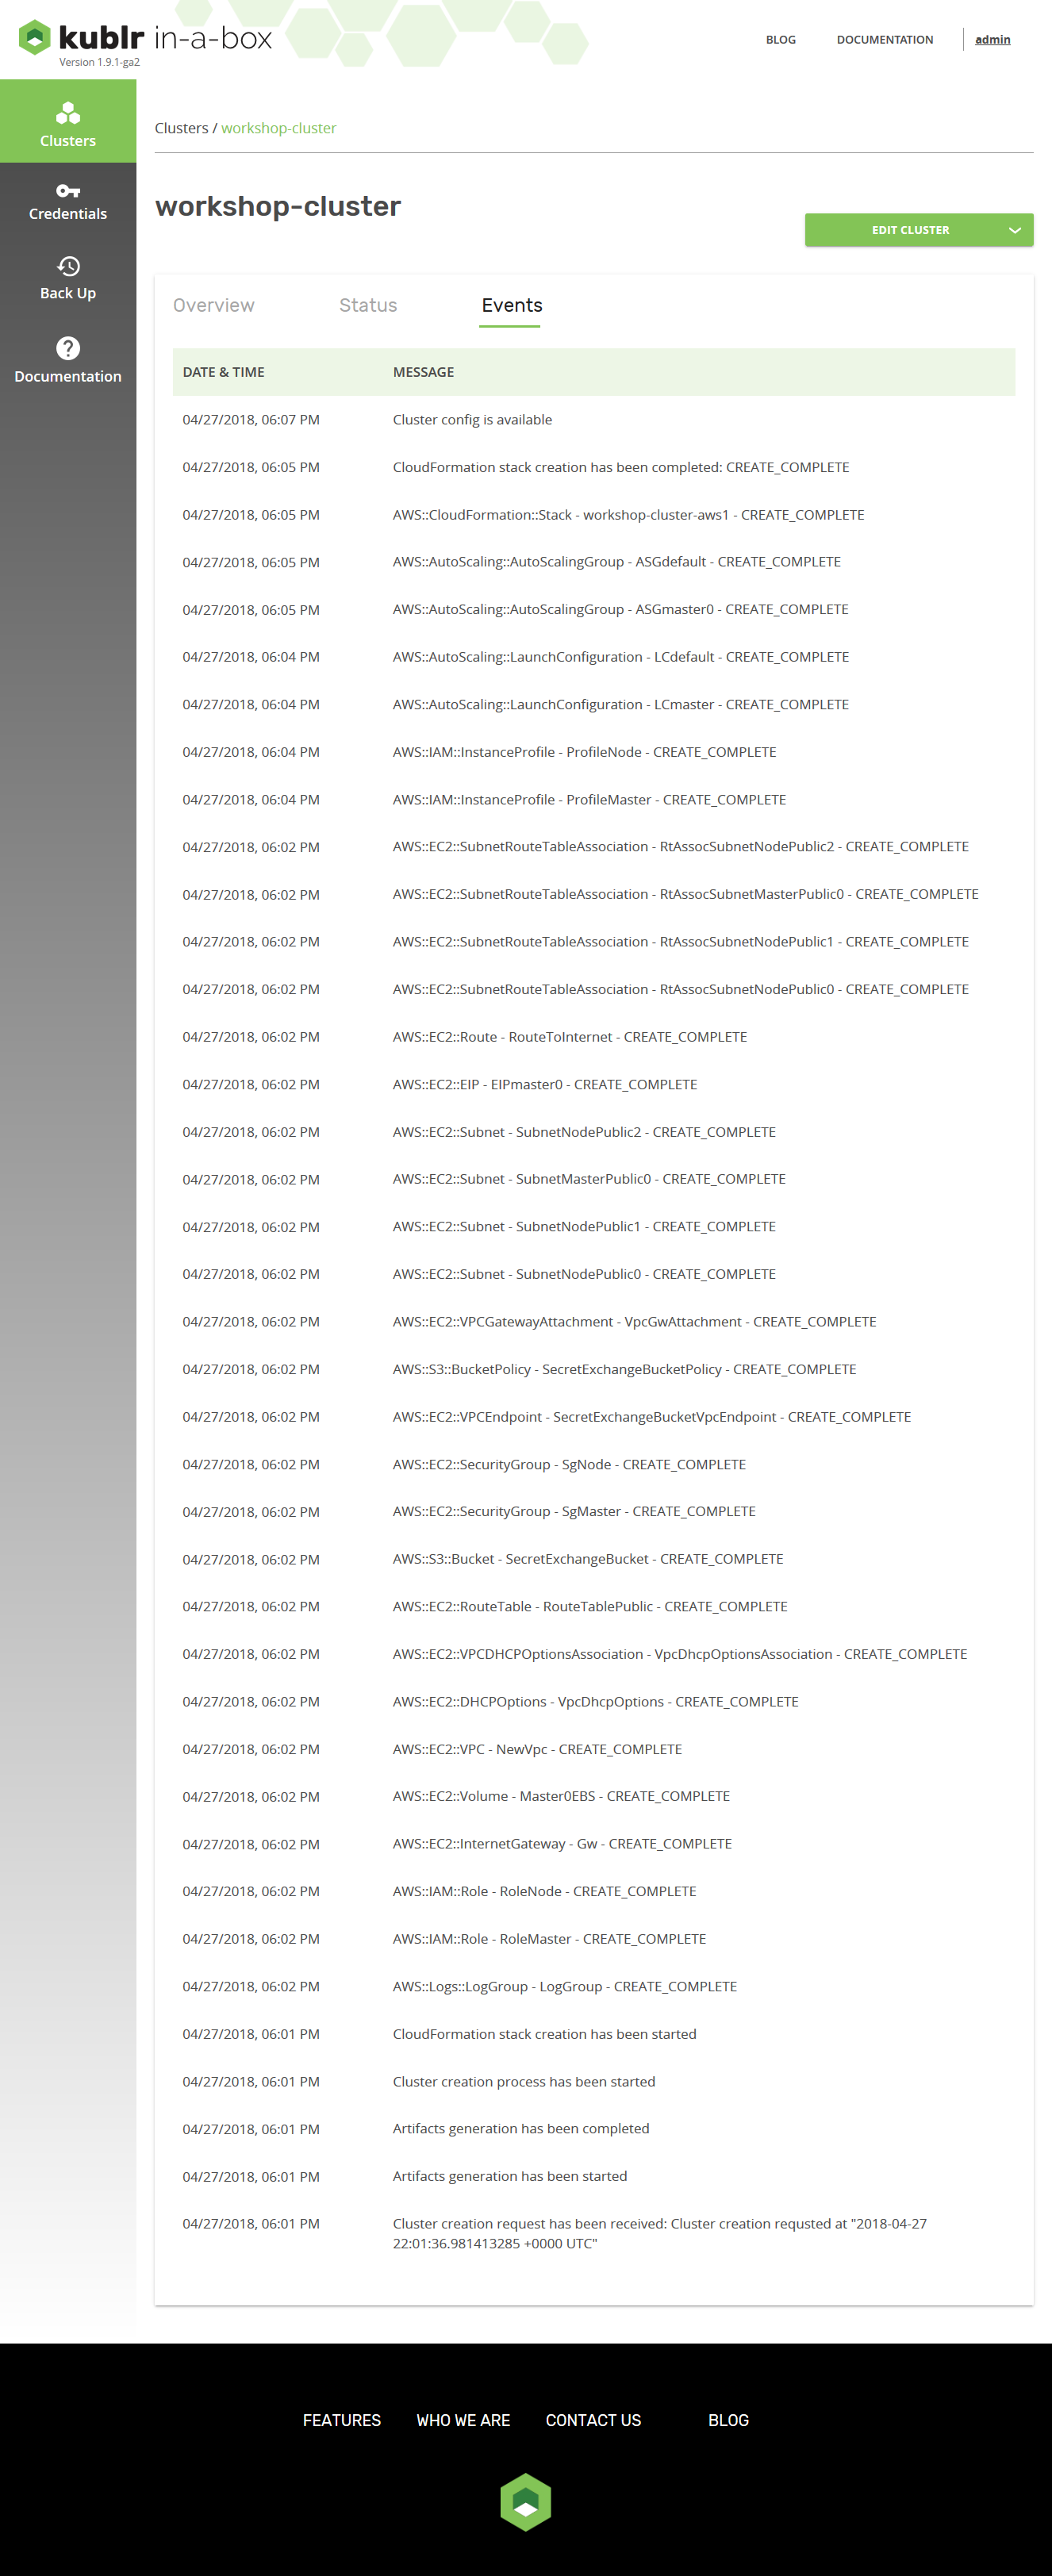 kublr in-a-box
Version 1.9.1-ga2
BLOG DOCUMENTATION admin
Clusters
Credentials
Back Up
Documentation
Clusters / workshop-cluster
workshop-cluster
EDIT CLUSTER
Overview Status Events
DATE & TIME MESSAGE
04/27/2018, 06:07 PM Cluster config is available
04/27/2018, 06:05 PM CloudFormation stack creation has been completed: CREATE_COMPLETE
04/27/2018, 06:05 PM AWS::CloudFormation::Stack - workshop-cluster-aws1 - CREATE_COMPLETE
04/27/2018, 06:05 PM AWS::AutoScaling::AutoScalingGroup - ASGdefault - CREATE_COMPLETE
04/27/2018, 06:05 PM AWS::AutoScaling::AutoScalingGroup - ASGmaster0 - CREATE_COMPLETE
04/27/2018, 06:04 PM AWS::AutoScaling::LaunchConfiguration - LCdefault - CREATE_COMPLETE
04/27/2018, 06:04 PM AWS::AutoScaling::LaunchConfiguration - LCmaster - CREATE_COMPLETE
04/27/2018, 06:04 PM AWS::IAM::InstanceProfile - ProfileNode - CREATE_COMPLETE
04/27/2018, 06:04 PM AWS::IAM::InstanceProfile - ProfileMaster - CREATE_COMPLETE
04/27/2018, 06:02 PM AWS::EC2::SubnetRouteTableAssociation - RtAssocSubnetNodePublic2 - CREATE_COMPLETE
04/27/2018, 06:02 PM AWS::EC2::SubnetRouteTableAssociation - RtAssocSubnetMasterPublic0 - CREATE_COMPLETE
04/27/2018, 06:02 PM AWS::EC2::SubnetRouteTableAssociation - RtAssocSubnetNodePublic1 - CREATE_COMPLETE
04/27/2018, 06:02 PM AWS::EC2::SubnetRouteTableAssociation - RtAssocSubnetNodePublic0 - CREATE_COMPLETE
04/27/2018, 06:02 PM AWS::EC2::Route - RouteToInternet - CREATE_COMPLETE
04/27/2018, 06:02 PM AWS::EC2::EIP - EIPmaster0 - CREATE_COMPLETE
04/27/2018, 06:02 PM AWS::EC2::Subnet - SubnetNodePublic2 - CREATE_COMPLETE
04/27/2018, 06:02 PM AWS::EC2::Subnet - SubnetMasterPublic0 - CREATE_COMPLETE
04/27/2018, 06:02 PM AWS::EC2::Subnet - SubnetNodePublic1 - CREATE_COMPLETE
04/27/2018, 06:02 PM AWS::EC2::Subnet - SubnetNodePublic0 - CREATE_COMPLETE
04/27/2018, 06:02 PM AWS::EC2::VPCGatewayAttachment - VpcGwAttachment - CREATE_COMPLETE
04/27/2018, 06:02 PM AWS::S3::BucketPolicy - SecretExchangeBucketPolicy - CREATE_COMPLETE
04/27/2018, 06:02 PM AWS::EC2::VPCEndpoint - SecretExchangeBucketVpcEndpoint - CREATE_COMPLETE
04/27/2018, 06:02 PM AWS::EC2::SecurityGroup - SgNode - CREATE_COMPLETE
04/27/2018, 06:02 PM AWS::EC2::SecurityGroup - SgMaster - CREATE_COMPLETE
04/27/2018, 06:02 PM AWS::S3::Bucket - SecretExchangeBucket - CREATE_COMPLETE
04/27/2018, 06:02 PM AWS::EC2::RouteTable - RouteTablePublic - CREATE_COMPLETE
04/27/2018, 06:02 PM AWS::EC2::VPCDHCPOptionsAssociation - VpcDhcpOptionsAssociation - CREATE_COMPLETE
04/27/2018, 06:02 PM AWS::EC2::DHCPOptions - VpcDhcpOptions - CREATE_COMPLETE
04/27/2018, 06:02 PM AWS::EC2::VPC - NewVpc - CREATE_COMPLETE
04/27/2018, 06:02 PM AWS::EC2::Volume - Master0EBS - CREATE_COMPLETE
04/27/2018, 06:02 PM AWS::EC2::InternetGateway - Gw - CREATE_COMPLETE
04/27/2018, 06:02 PM AWS::IAM::Role - RoleNode - CREATE_COMPLETE
04/27/2018, 06:02 PM AWS::IAM::Role - RoleMaster - CREATE_COMPLETE
04/27/2018, 06:02 PM AWS::Logs::LogGroup - LogGroup - CREATE_COMPLETE
04/27/2018, 06:01 PM CloudFormation stack creation has been started
04/27/2018, 06:01 PM Cluster creation process has been started
04/27/2018, 06:01 PM Artifacts generation has been completed
04/27/2018, 06:01 PM Artifacts generation has been started
04/27/2018, 06:01 PM Cluster creation request has been received: Cluster creation requsted at "2018-04-27
22:01:36.981413285 +0000 UTC"
FEATURES WHO WE ARE CONTACT US BLOG